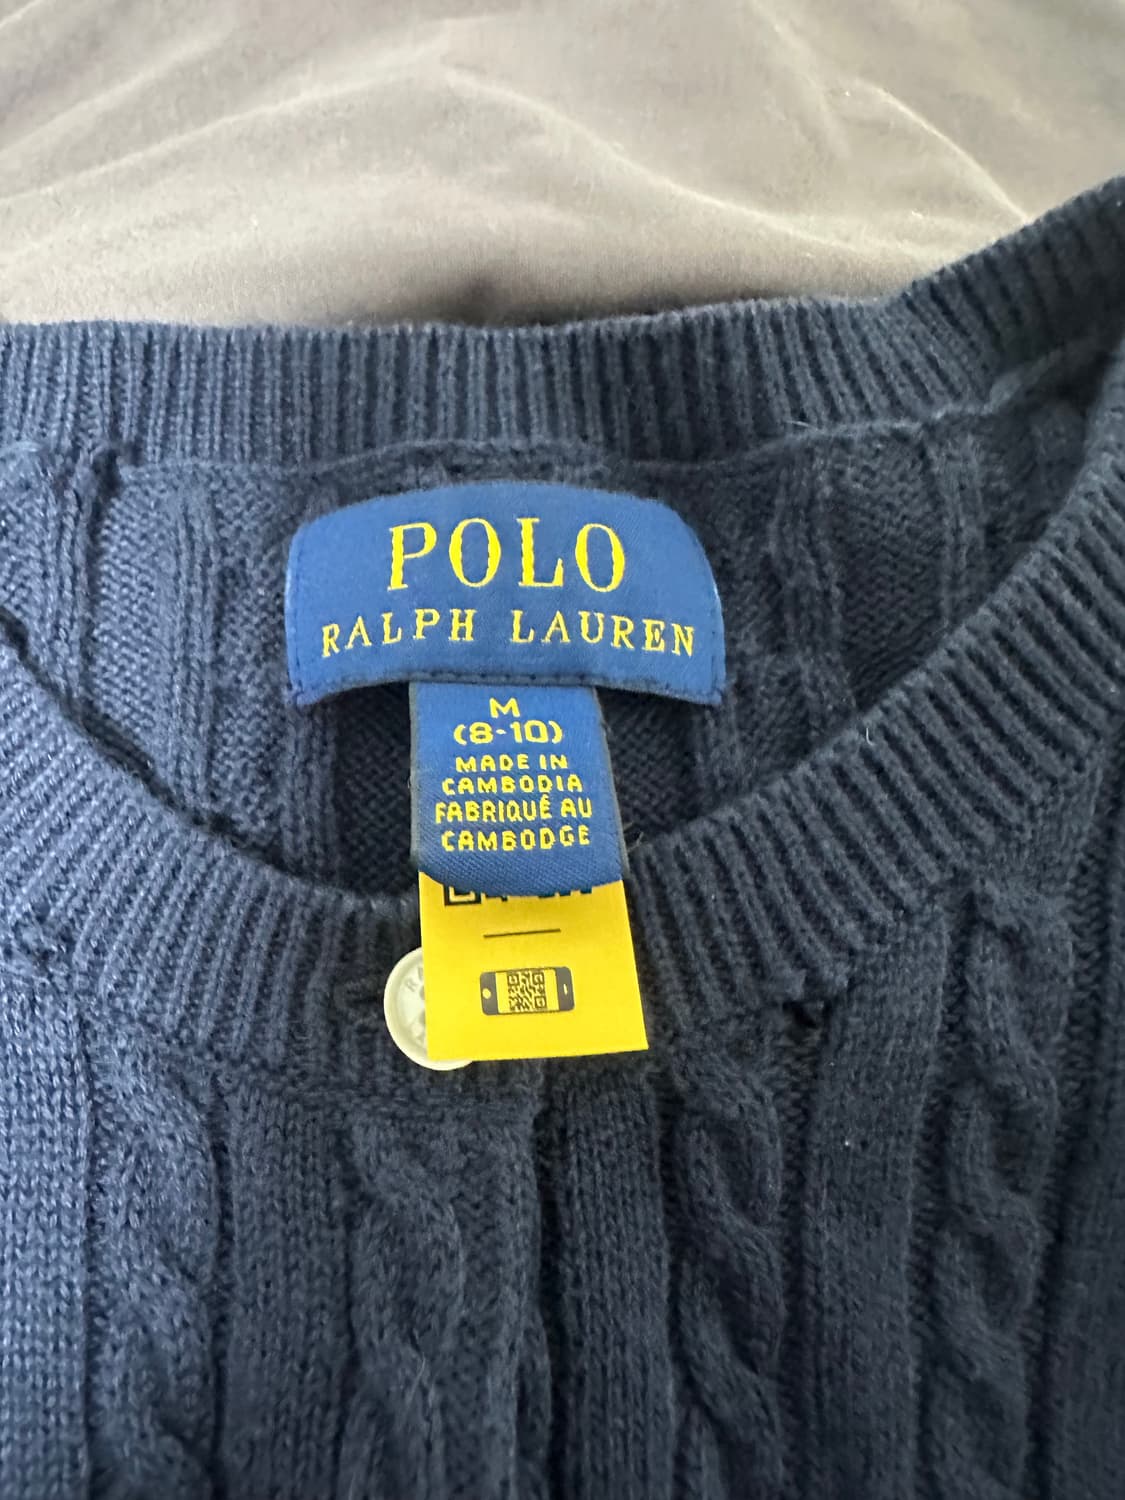 POLO
RALPH LAUREN
M
(8-10)
MADE IN
CAMBODIA
FABRIQUÉ AU
CAMBODGE